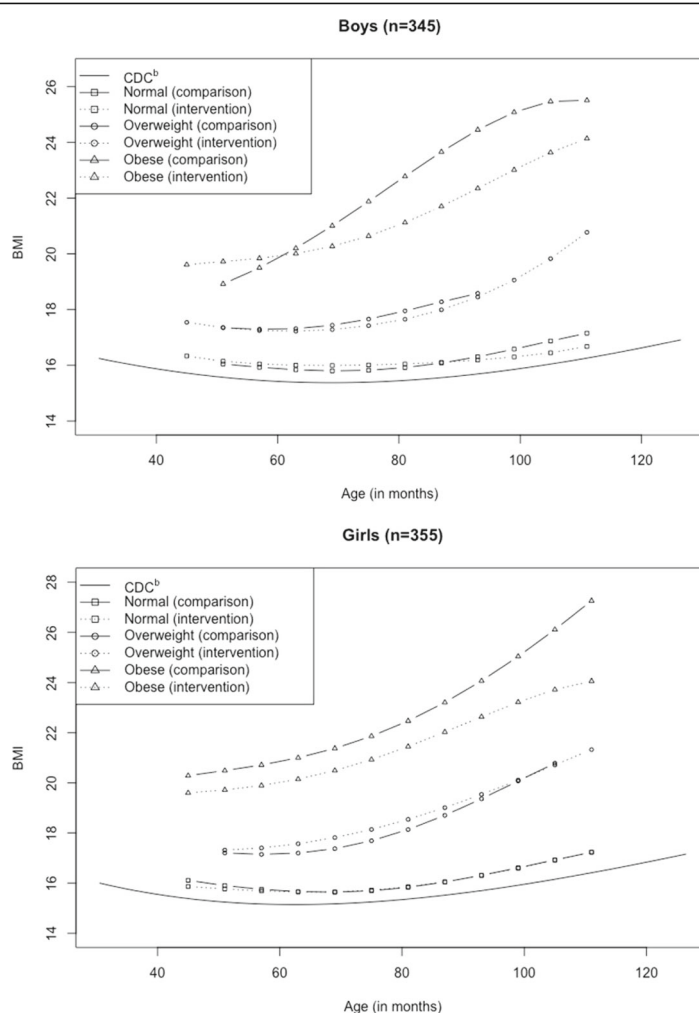 Boys (n=345)
CDCb
Normal (comparison)
Normal (intervention)
Overweight (comparison)
Overweight (intervention)
Obese (comparison)
Obese (intervention)
26
24
22
20
18
16
14
BMI
40 60 80 100 120
Age (in months)
Girls (n=355)
CDCb
Normal (comparison)
Normal (intervention)
Overweight (comparison)
Overweight (intervention)
Obese (comparison)
Obese (intervention)
28
26
24
22
20
18
16
14
BMI
40 60 80 100 120
Age (in months)